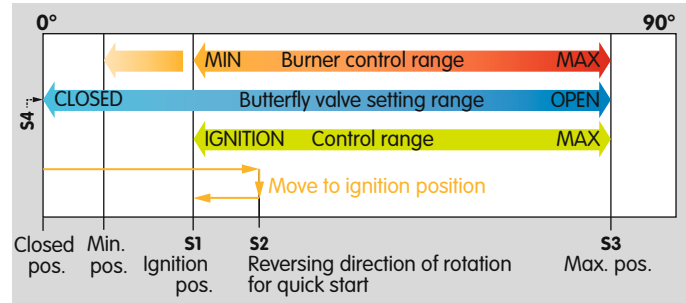 0° 90°
MIN Burner control range MAX
CLOSED Butterfly valve setting range OPEN
S4
IGNITION Control range MAX
Move to ignition position
Closed pos.
Min. pos.
S1
Ignition pos.
S2
Reversing direction of rotation
for quick start
S3
Max. pos.